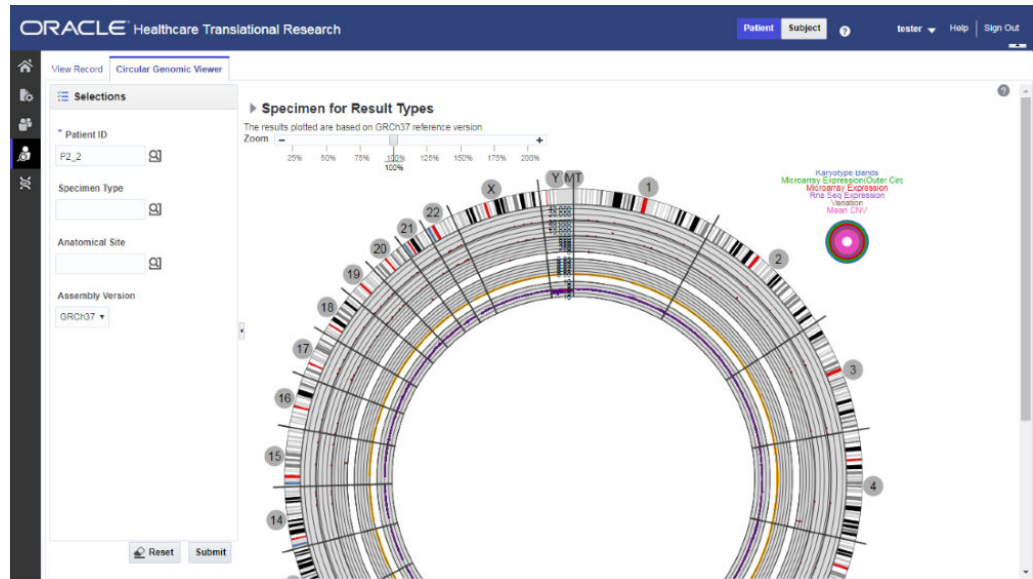 ORACLE Healthcare Translational Research
Patient Subject
tester Help Sign Out
View Record Circular Genomic Viewer
Selections
* Patient ID
P2_2
Specimen Type
Anatomical Site
Assembly Version
GRCh37
Reset Submit
Specimen for Result Types
The results plotted are based on GRCh37 reference version
Zoom
25% 50% 75% 100% 125% 150% 175% 200%
100%
Karyotype Bands
Microarray Expression(Outer Circ
Microarray Expression
Rna Seq Expression
Variation
Mean CNV
Y MT
X 1
22
21
20 2
19
18
17 3
16
15
4
14